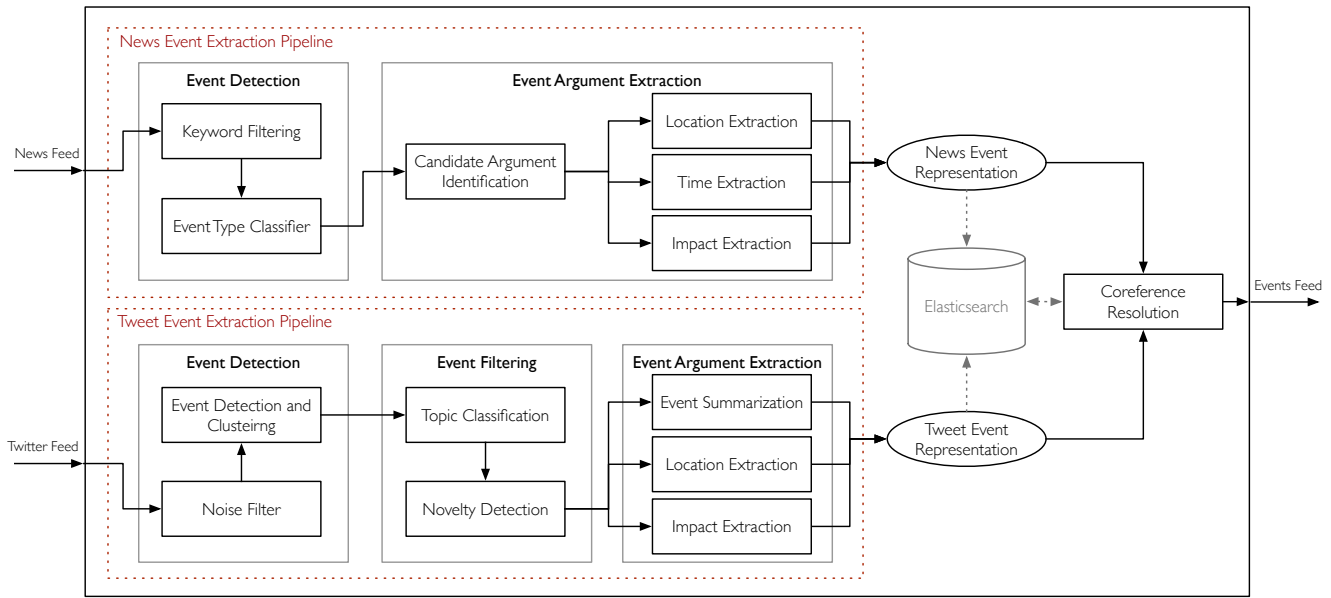 News Event Extraction Pipeline
Event Detection
Keyword Filtering
Event Type Classifier
Event Argument Extraction
Candidate Argument
Identification
Location Extraction
Time Extraction
Impact Extraction
News Feed
News Event
Representation
Elasticsearch
Coreference
Resolution
Events Feed
Tweet Event Extraction Pipeline
Event Detection
Event Detection and
Clusteirng
Noise Filter
Event Filtering
Topic Classification
Novelty Detection
Event Argument Extraction
Event Summarization
Location Extraction
Impact Extraction
Twitter Feed
Tweet Event
Representation